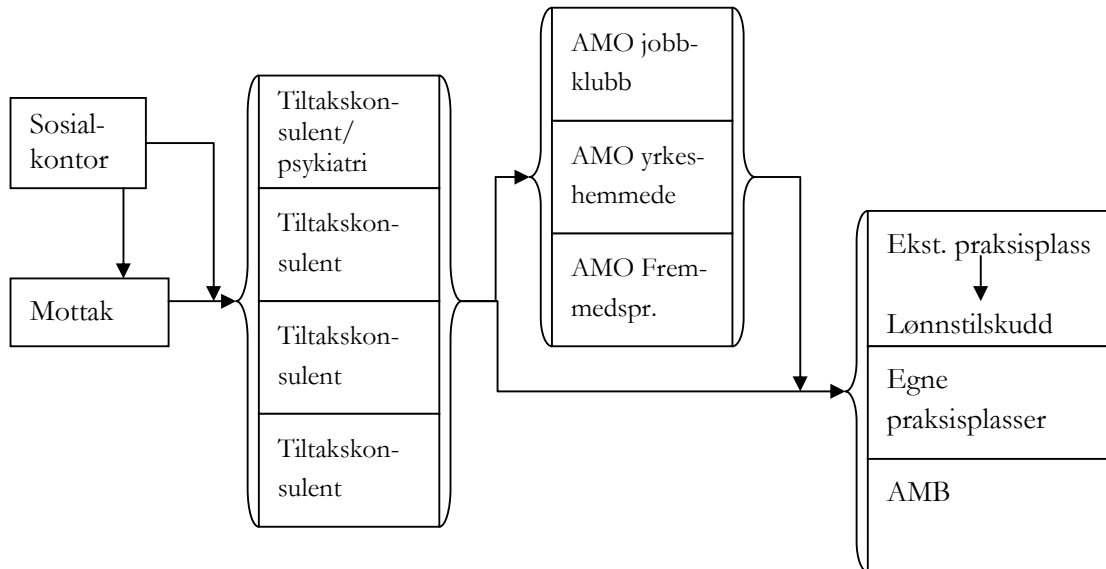 Sosial-
kontor
Mottak
Tiltakskon-
sulent/
psykiatri
Tiltakskon-
sulent
Tiltakskon-
sulent
Tiltakskon-
sulent
AMO jobb-
klubb
AMO yrkes-
hemmede
AMO Frem-
medspr.
Ekst. praksisplass
Lønnstilskudd
Egne
praksisplasser
AMB